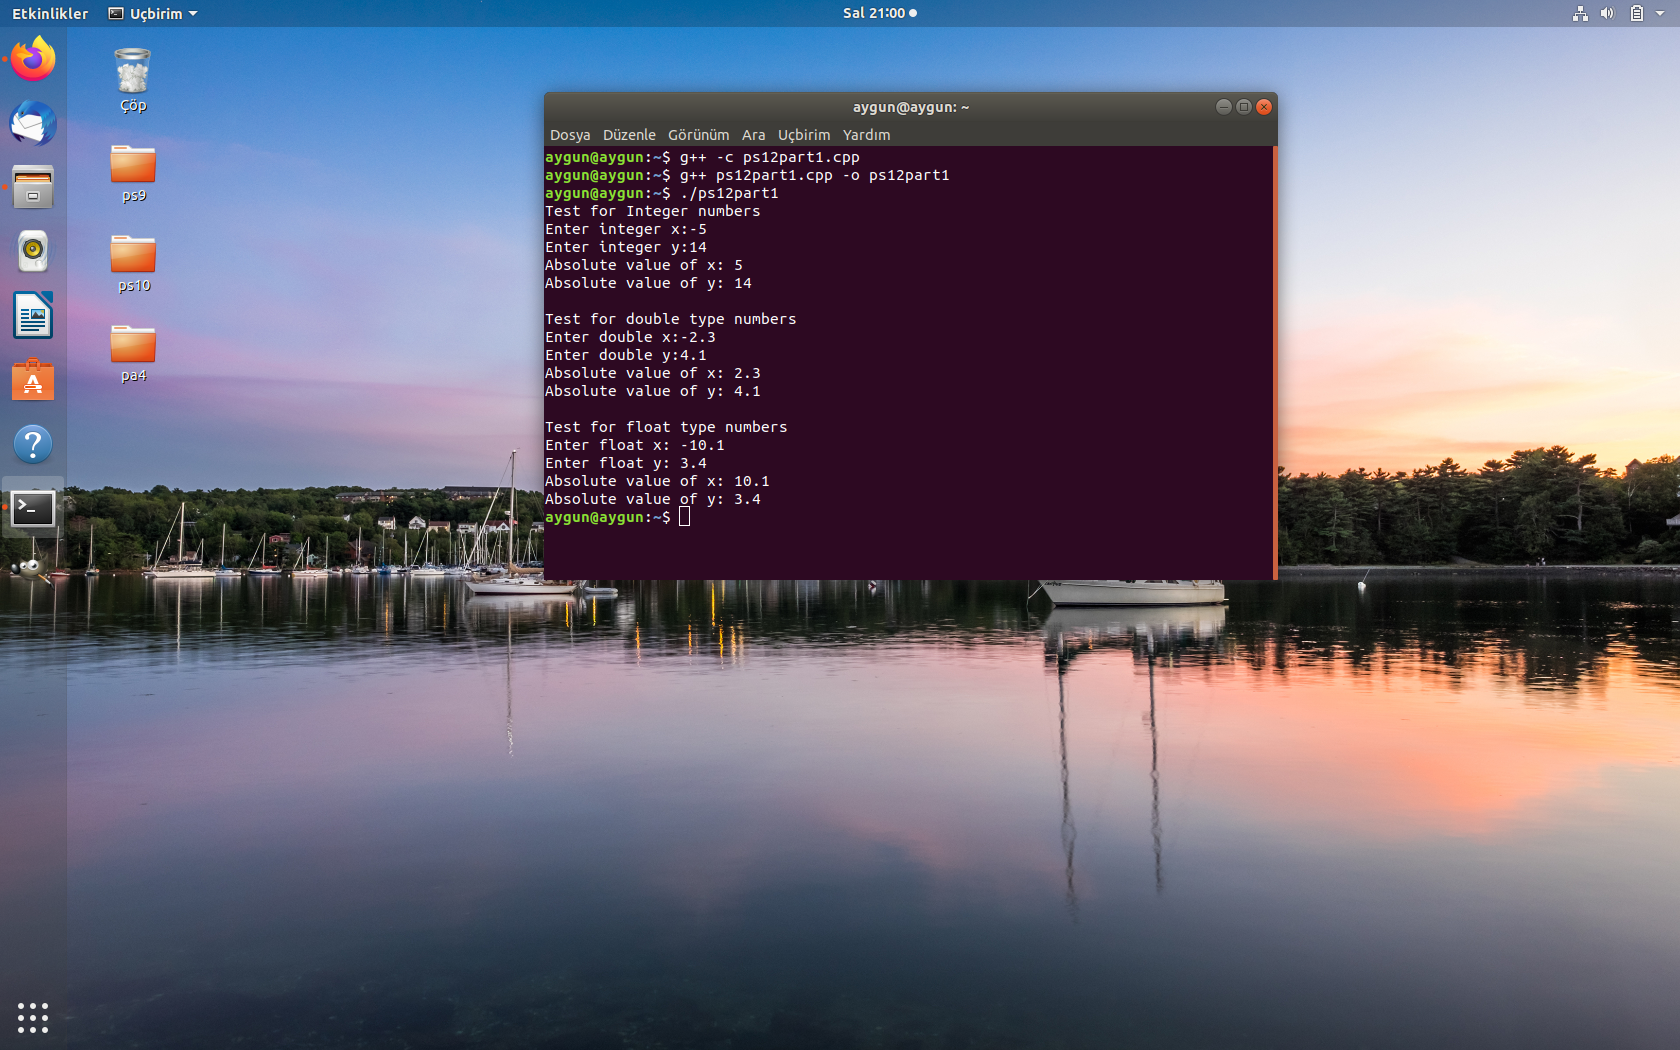 Etkinlikler
Uçbirim
Sal 21:00
Çöp
ps9
ps10
pa4
aygun@aygun: ~
Dosya Düzenle Görünüm Ara Uçbirim Yardım
aygun@aygun:~$ g++ -c ps12part1.cpp
aygun@aygun:~$ g++ ps12part1.cpp -o ps12part1
aygun@aygun:~$ ./ps12part1
Test for Integer numbers
Enter integer x:-5
Enter integer y:14
Absolute value of x: 5
Absolute value of y: 14
Test for double type numbers
Enter double x:-2.3
Enter double y:4.1
Absolute value of x: 2.3
Absolute value of y: 4.1
Test for float type numbers
Enter float x: -10.1
Enter float y: 3.4
Absolute value of x: 10.1
Absolute value of y: 3.4
aygun@aygun:~$